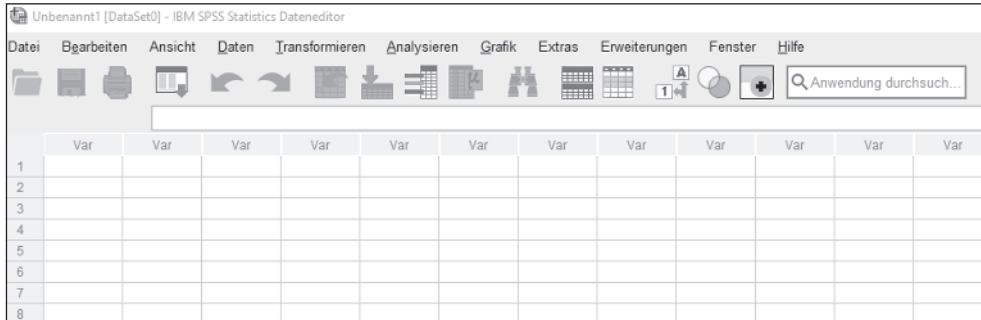 Unbenannt1 [DataSet0] - IBM SPSS Statistics Dateneditor
Datei Bearbeiten Ansicht Daten Transformieren Analysieren Grafik Extras Erweiterungen Fenster Hilfe
A
1
Anwendung durchsuch...
Var Var Var Var Var Var Var Var Var Var Var Var
1
2
3
4
5
6
7
8